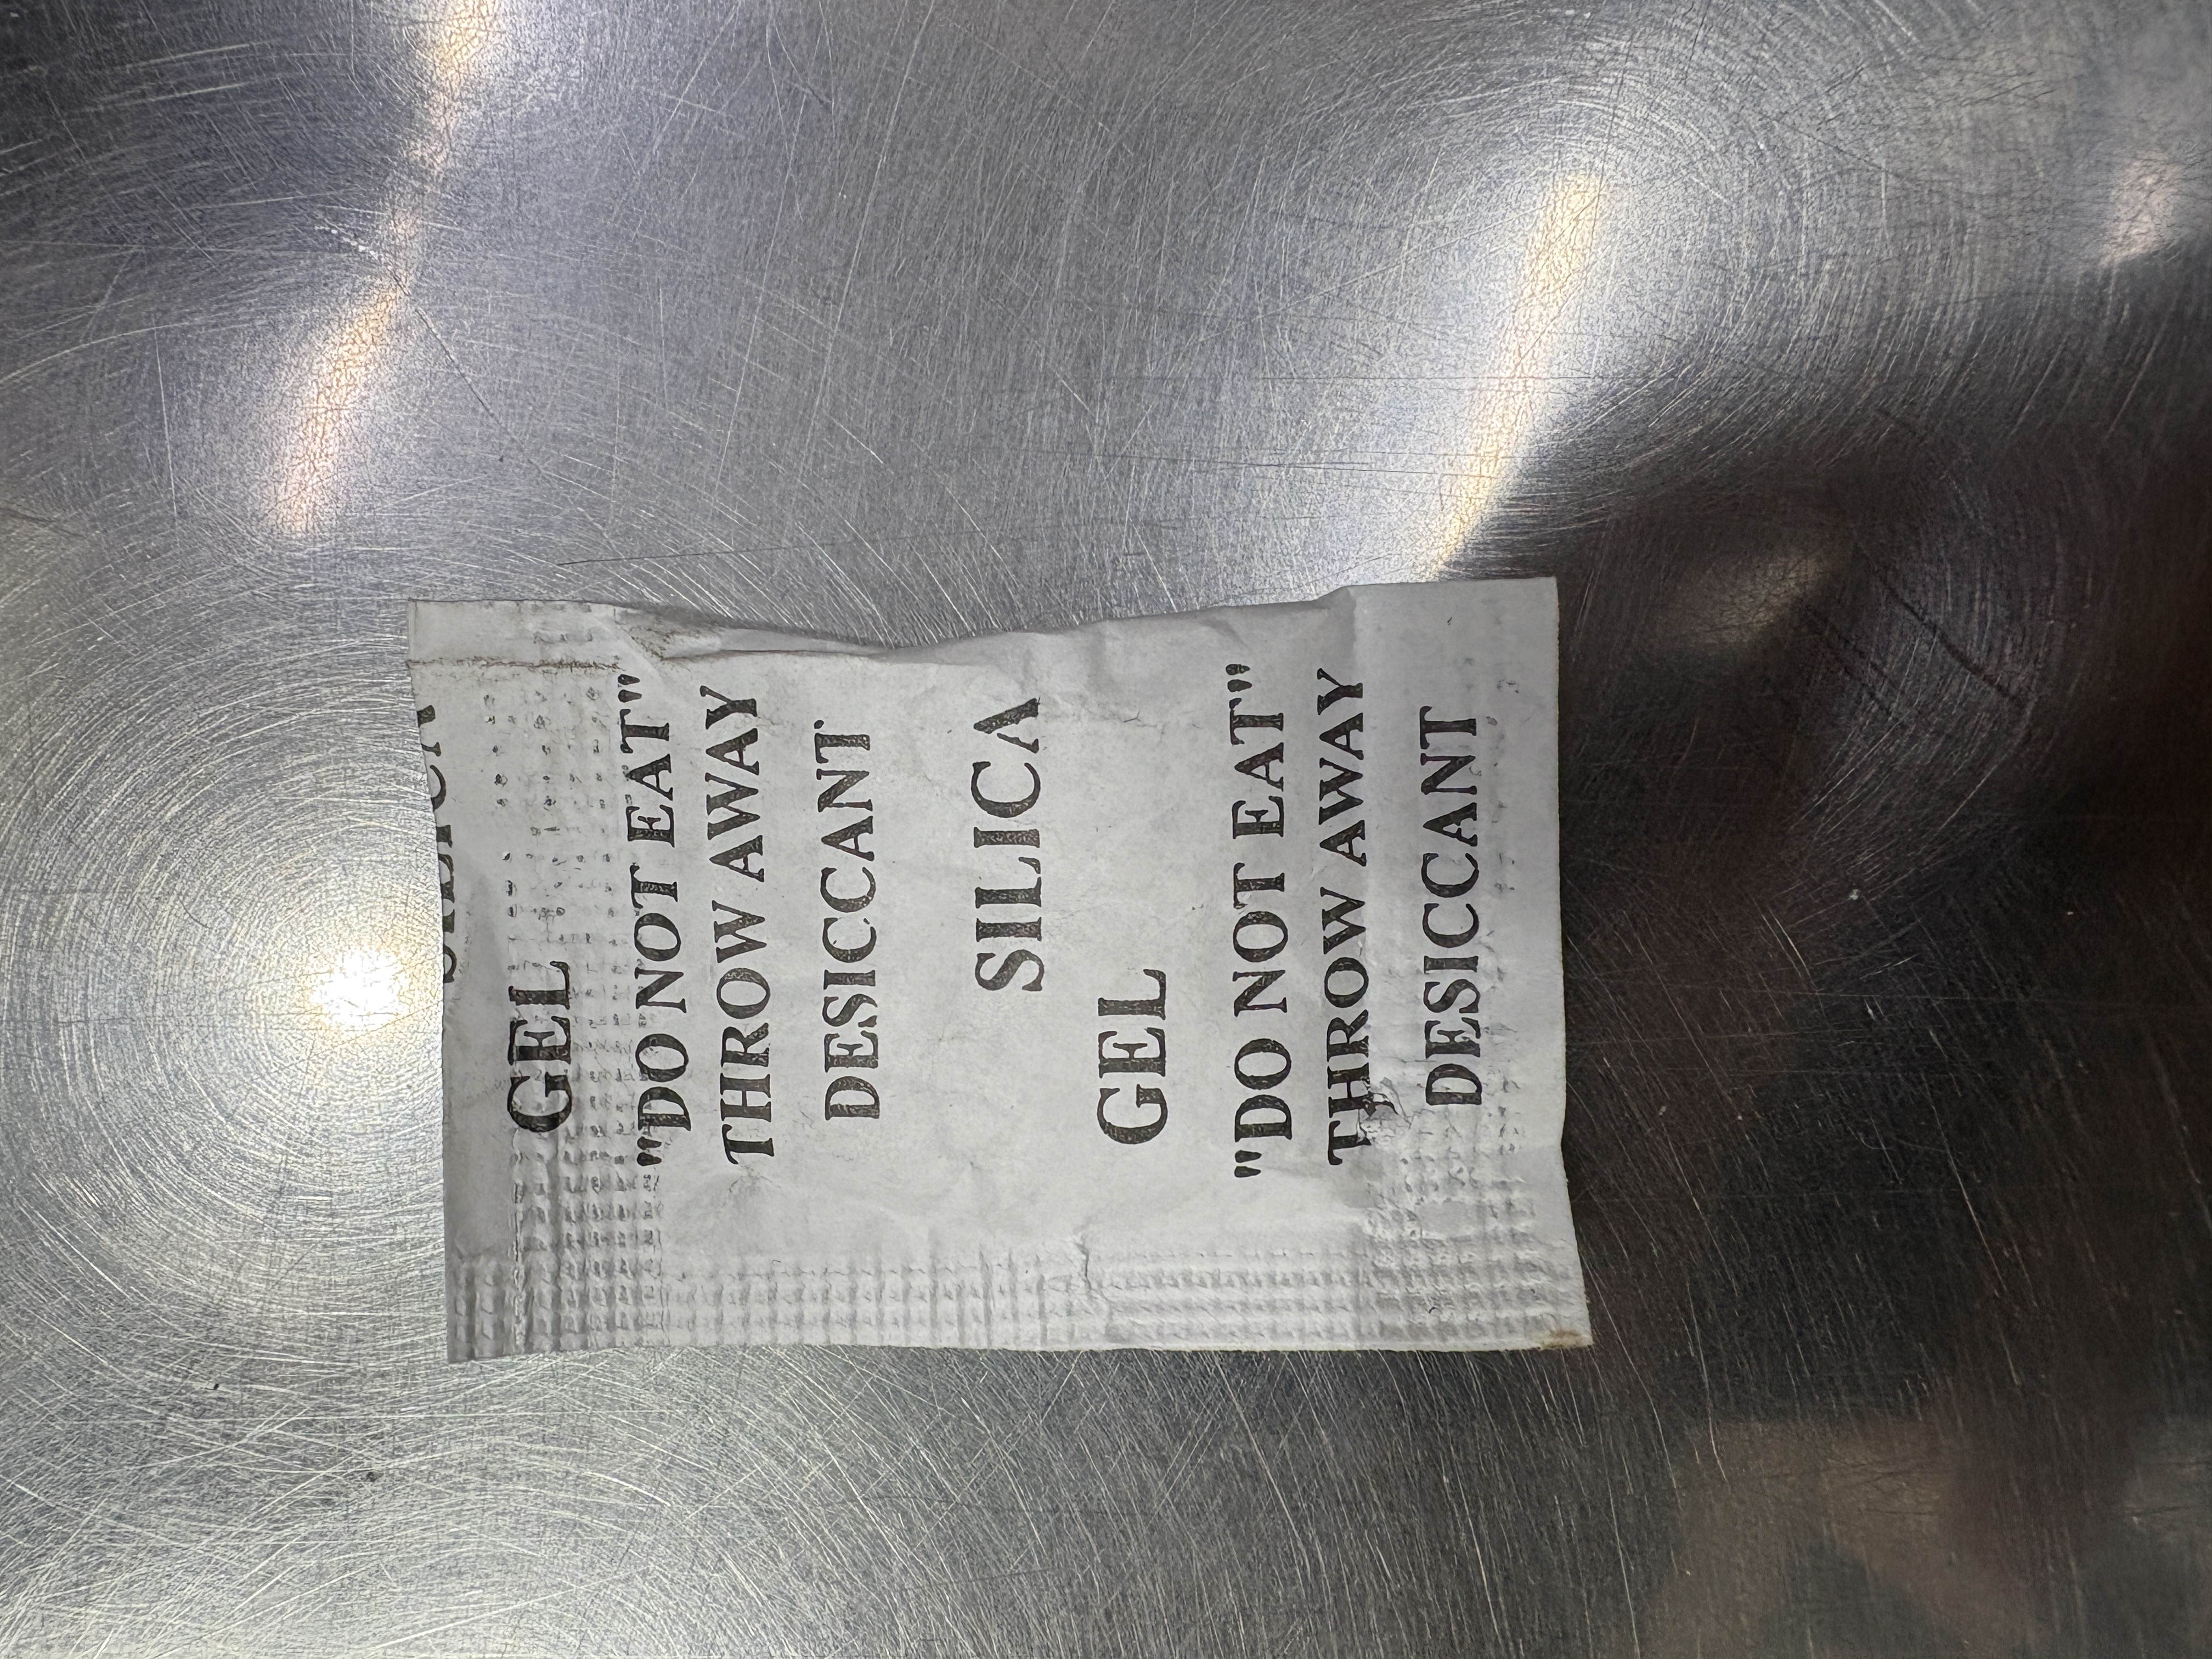 GEL
"DO NOT EAT"
THROW AWAY
DESICCANT
SILICA
GEL
"DO NOT EAT"
THROW AWAY
DESICCANT